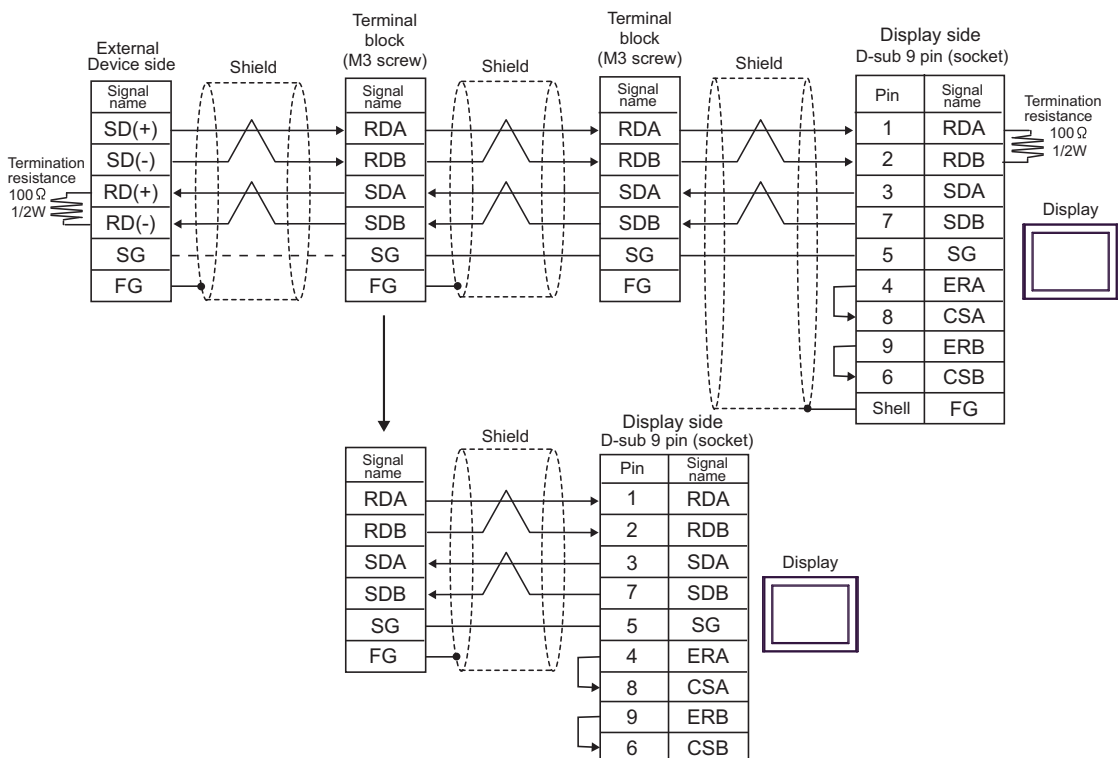 External
Device side
Signal
name
SD(+)
SD(-)
RD(+)
RD(-)
SG
FG
Termination
resistance
100 Ω
1/2W
Shield
Terminal
block
(M3 screw)
Signal
name
RDA
RDB
SDA
SDB
SG
FG
Shield
Terminal
block
(M3 screw)
Signal
name
RDA
RDB
SDA
SDB
SG
FG
Shield
Display side
D-sub 9 pin (socket)
Pin Signal
name
1 RDA
2 RDB
3 SDA
7 SDB
5 SG
4 ERA
8 CSA
9 ERB
6 CSB
Shell FG
Termination
resistance
100 Ω
1/2W
Display
Signal
name
RDA
RDB
SDA
SDB
SG
FG
Shield
Display side
D-sub 9 pin (socket)
Pin Signal
name
1 RDA
2 RDB
3 SDA
7 SDB
5 SG
4 ERA
8 CSA
9 ERB
6 CSB
Display